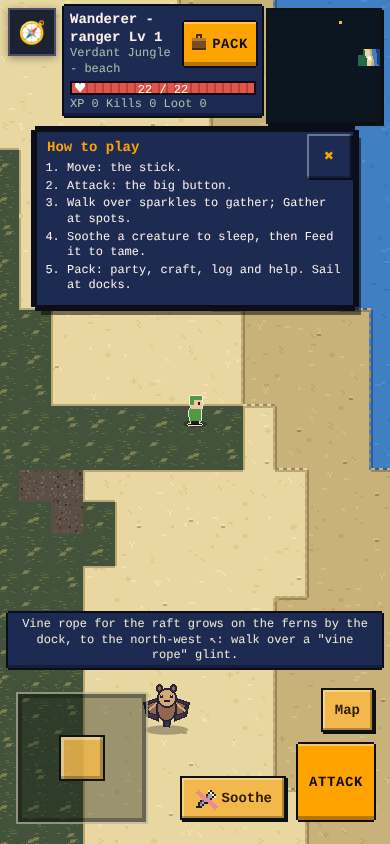 Wanderer -
ranger Lv 1
Verdant Jungle
- beach
PACK
22 / 22
XP 0 Kills 0 Loot 0
How to play
1. Move: the stick.
2. Attack: the big button.
3. Walk over sparkles to gather; Gather
at spots.
4. Soothe a creature to sleep, then Feed
it to tame.
5. Pack: party, craft, log and help. Sail
at docks.
Vine rope for the raft grows on the ferns by the
dock, to the north-west ↖: walk over a "vine
rope" glint.
Map
ATTACK
Soothe